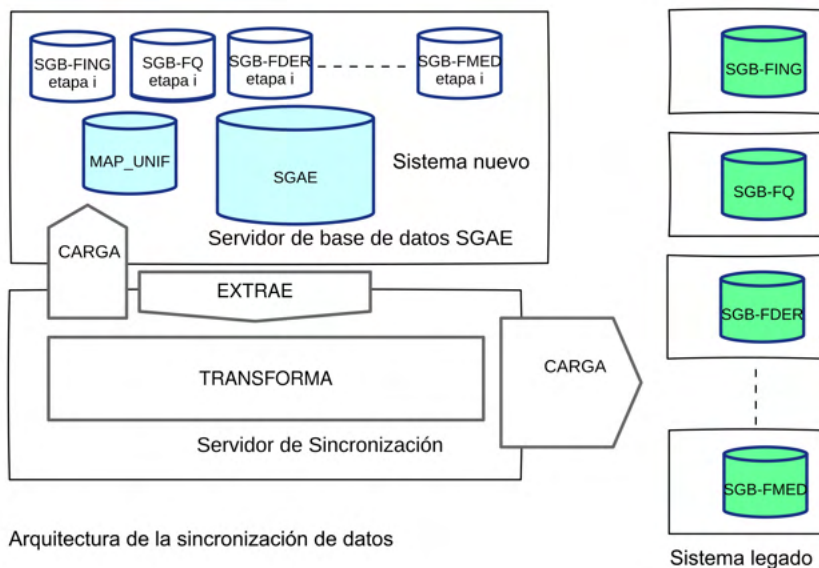 SGB-FING
etapa i
SGB-FQ
etapa i
SGB-FDER
etapa i
SGB-FMED
etapa i
MAP_UNIF
SGAE
Sistema nuevo
Servidor de base de datos SGAE
CARGA
EXTRAE
TRANSFORMA
CARGA
Servidor de Sincronización
Arquitectura de la sincronización de datos
SGB-FING
SGB-FQ
SGB-FDER
SGB-FMED
Sistema legado